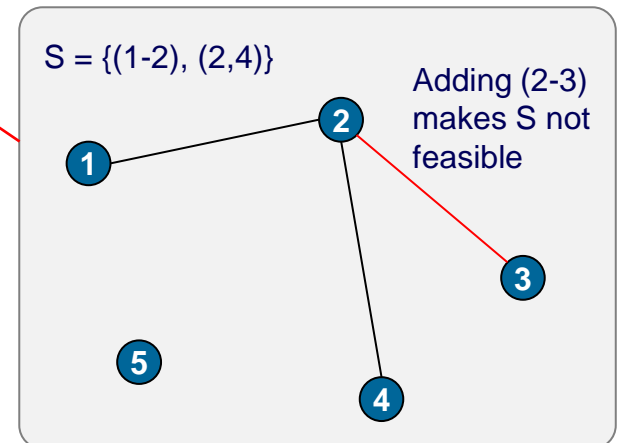 S = {(1-2), (2,4)}
Adding (2-3)
makes S not
feasible
2
1
3
5
4